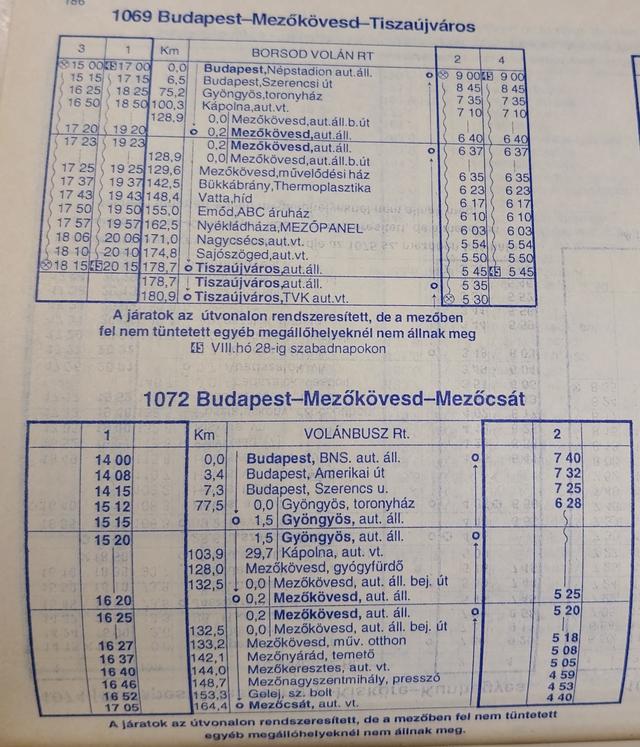 1069 Budapest–Mezőkövesd–Tiszaújváros
3 1 Km BORSOD VOLÁN RT 2 4
15 00 17 00 0,0 Budapest,Népstadion aut.áll. 9 00 9 00
15 15 17 15 6,5 Budapest,Szerencsi út 8 45 8 45
16 25 18 25 75,2 Gyöngyös,toronyház 7 35 7 35
16 50 18 50 100,3 Kápolna,aut.vt. 7 10 7 10
128,9 0,0 Mezőkövesd,aut.áll.b.út
17 20 19 20 0,2 Mezőkövesd,aut.áll. 6 40 6 40
17 23 19 23 0,2 Mezőkövesd,aut.áll. 6 37 6 37
128,9 0,0 Mezőkövesd,aut.áll.b.út
17 25 19 25 129,6 Mezőkövesd,művelődési ház 6 35 6 35
17 37 19 37 142,5 Bükkábrány,Thermoplasztika 6 23 6 23
17 43 19 43 148,4 Vatta,híd 6 17 6 17
17 50 19 50 155,0 Emőd,ABC áruház 6 10 6 10
17 57 19 57 162,5 Nyékládháza,MEZŐPANEL 6 03 6 03
18 06 20 06 171,0 Nagycsécs,aut.vt. 5 54 5 54
18 10 20 10 174,8 Sajószöged,aut.vt. 5 50 5 50
18 15 20 15 178,7 Tiszaújváros,aut.áll. 5 45 5 45
178,7 Tiszaújváros,aut.áll. 5 35
180,9 Tiszaújváros,TVK aut.vt. 5 30
A járatok az útvonalon rendszeresített, de a mezőben
fel nem tüntetett egyéb megállóhelyeknél nem állnak meg
VIII.hó 28-ig szabadnapokon
1072 Budapest–Mezőkövesd–Mezőcsát
1 Km VOLÁNBUSZ Rt. 2
14 00 0,0 Budapest, BNS. aut. áll. 7 40
14 08 3,4 Budapest, Amerikai út 7 32
14 15 7,3 Budapest, Szerencs u. 7 25
15 12 77,5 0,0 Gyöngyös, toronyház 6 28
15 15 1,5 Gyöngyös, aut. áll.
15 20 1,5 Gyöngyös, aut. áll.
103,9 29,7 Kápolna, aut. vt.
128,0 Mezőkövesd, gyógyfürdő
132,5 0,0 Mezőkövesd, aut. áll. bej. út
16 20 0,2 Mezőkövesd, aut. áll. 5 25
16 25 0,2 Mezőkövesd, aut. áll. 5 20
132,5 0,0 Mezőkövesd, aut. áll. bej. út
16 27 133,2 Mezőkövesd, műv. otthon 5 18
16 37 142,1 Mezőnyárád, temető 5 08
16 40 144,0 Mezőkeresztes, aut. vt. 5 05
16 46 148,7 Mezőnagyszentmihály, presszó 4 59
16 52 153,3 Gelej, sz. bolt 4 53
17 05 164,4 Mezőcsát, aut. vt. 4 40
A járatok az útvonalon rendszeresített, de a mezőben fel nem tüntetett
egyéb megállóhelyeknél nem állnak meg.